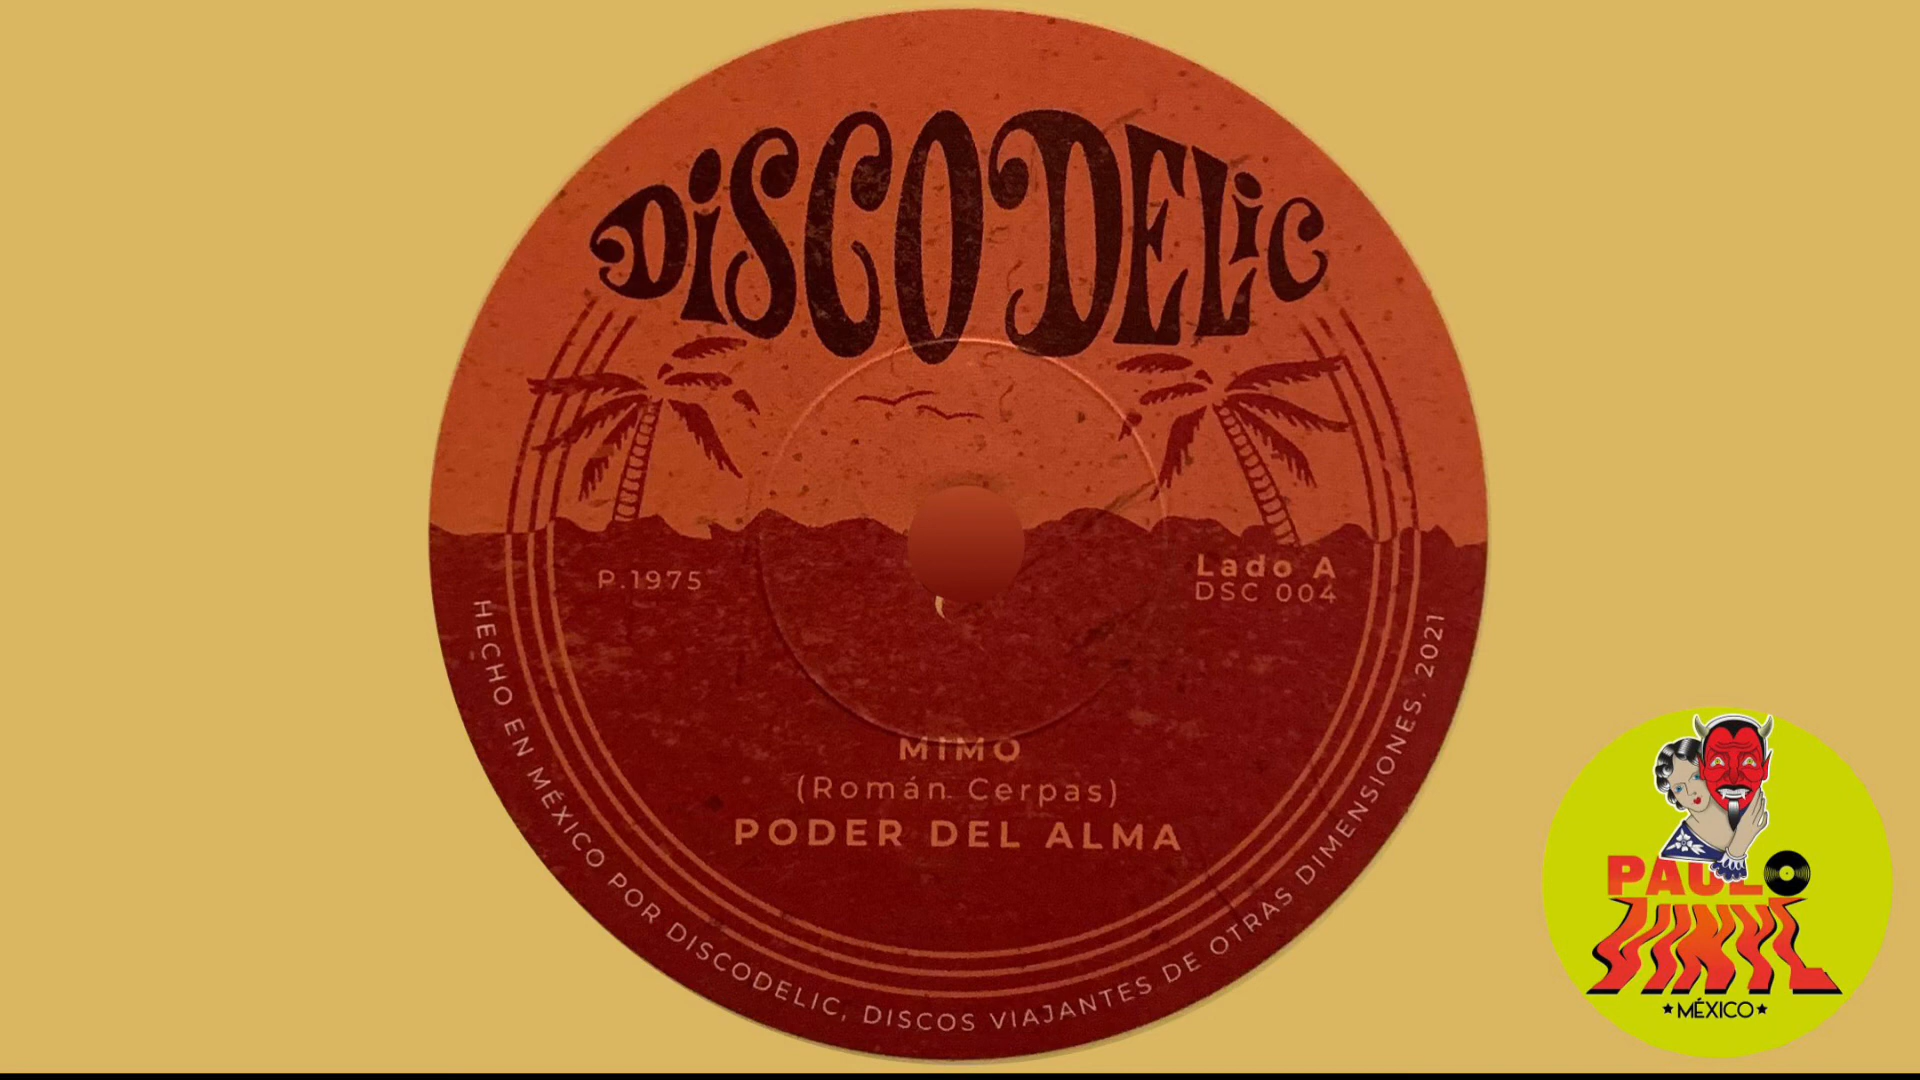 DiSCODELiC
P.1975
Lado A
DSC 004
MIMO
(Román Cerpas)
PODER DEL ALMA
HECHO EN MÉXICO POR DISCODELIC, DISCOS VIAJANTES DE OTRAS DIMENSIONES. 2021
PAULO
VINYL
★MÉXICO★